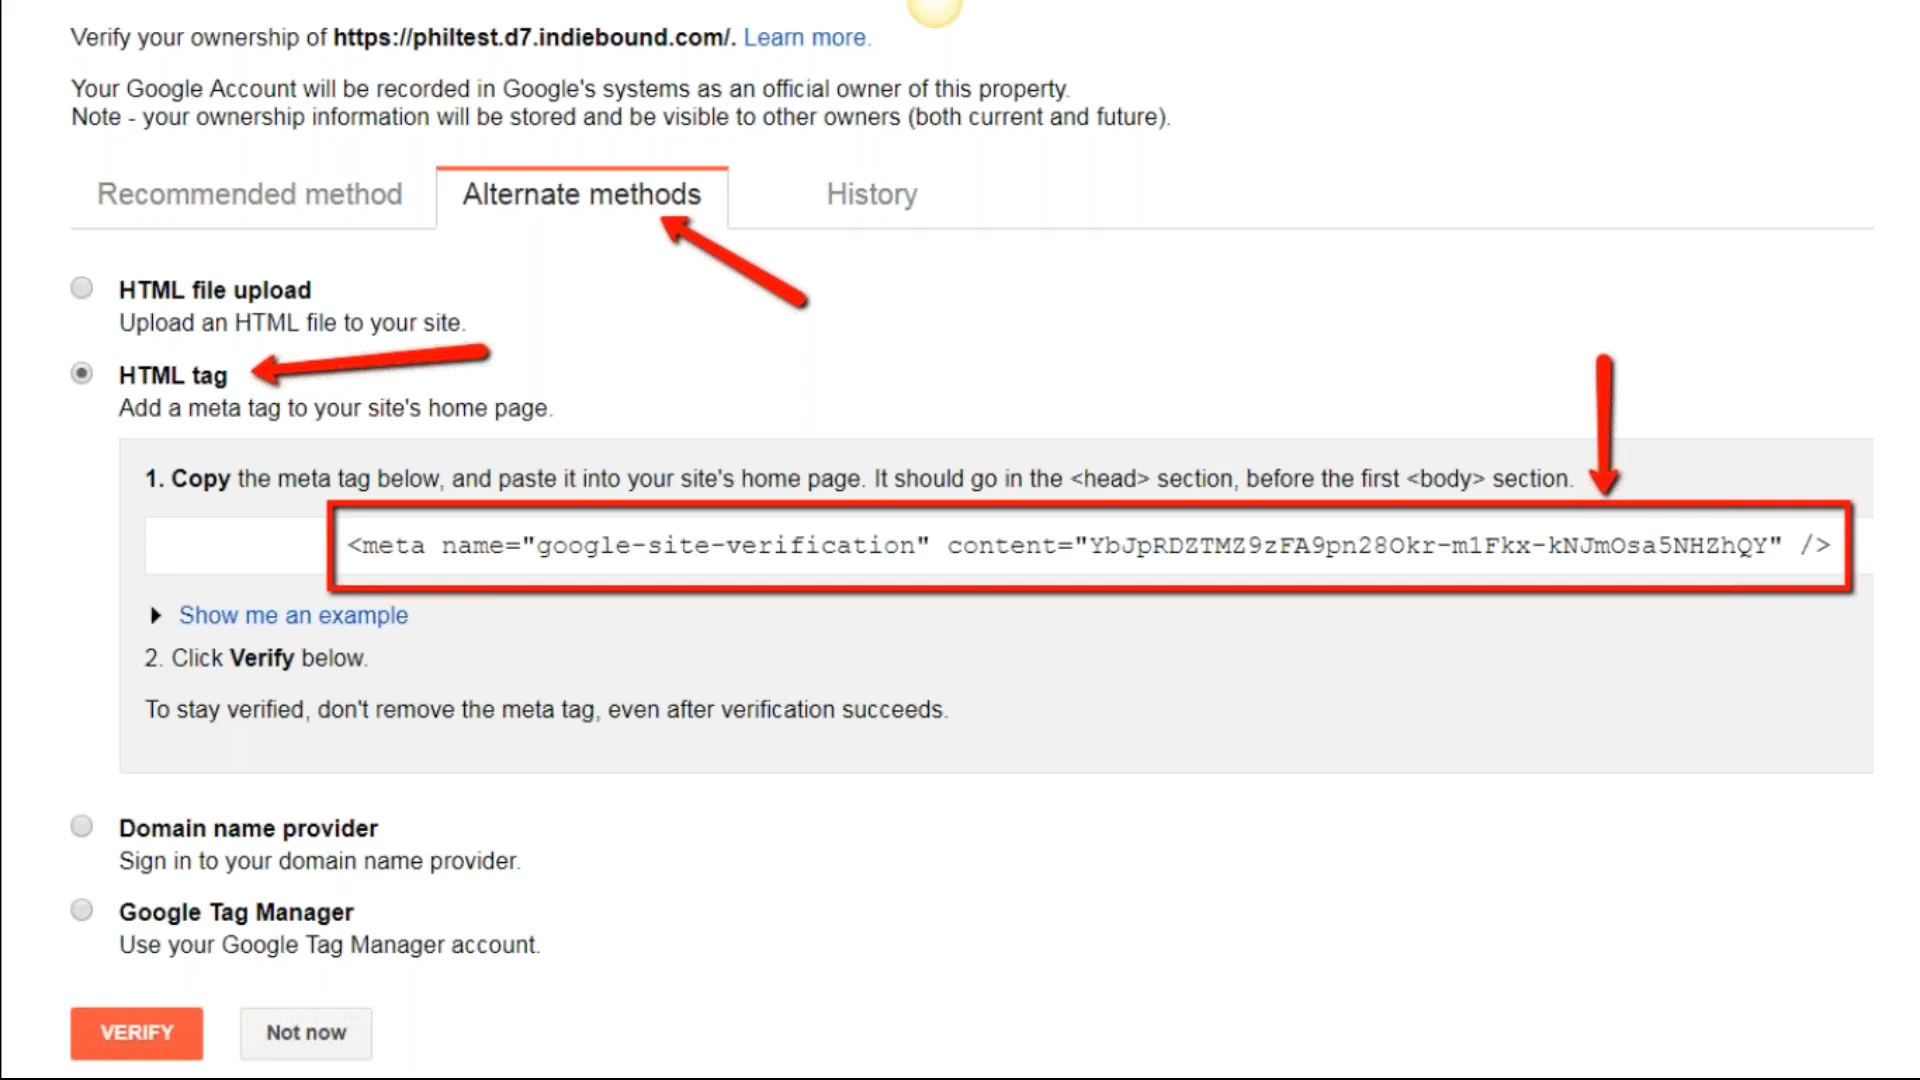 Verify your ownership of https://philtest.d7.indiebound.com/. Learn more.
Your Google Account will be recorded in Google's systems as an official owner of this property.
Note - your ownership information will be stored and be visible to other owners (both current and future).
Recommended method
Alternate methods
History
HTML file upload
Upload an HTML file to your site.
HTML tag
Add a meta tag to your site's home page.
1. Copy the meta tag below, and paste it into your site's home page. It should go in the <head> section, before the first <body> section.
<meta name="google-site-verification" content="YbJpRDZTMZ9zFA9pn28Okr-m1Fkx-kNJmOsa5NHZhQY" />
Show me an example
2. Click Verify below.
To stay verified, don't remove the meta tag, even after verification succeeds.
Domain name provider
Sign in to your domain name provider.
Google Tag Manager
Use your Google Tag Manager account.
VERIFY
Not now